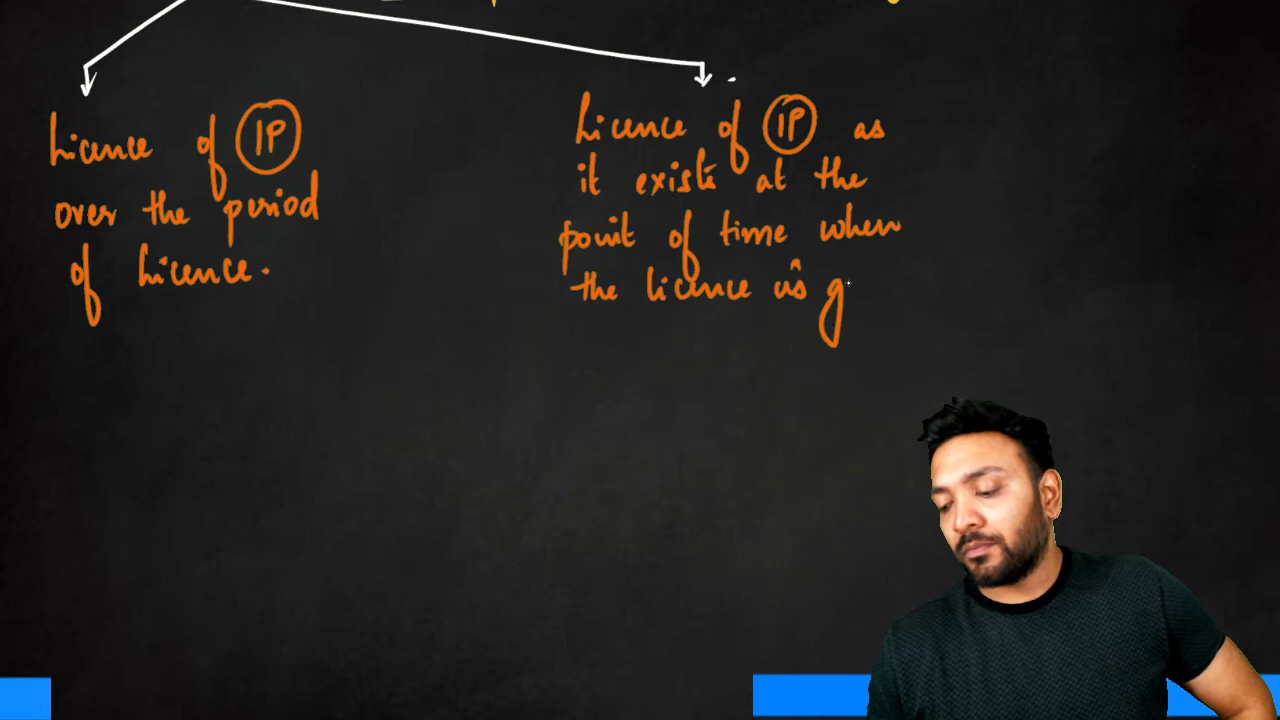 Licence of IP
over the period
of Licence.
Licence of IP as
it exists at the
point of time when
the licence is g